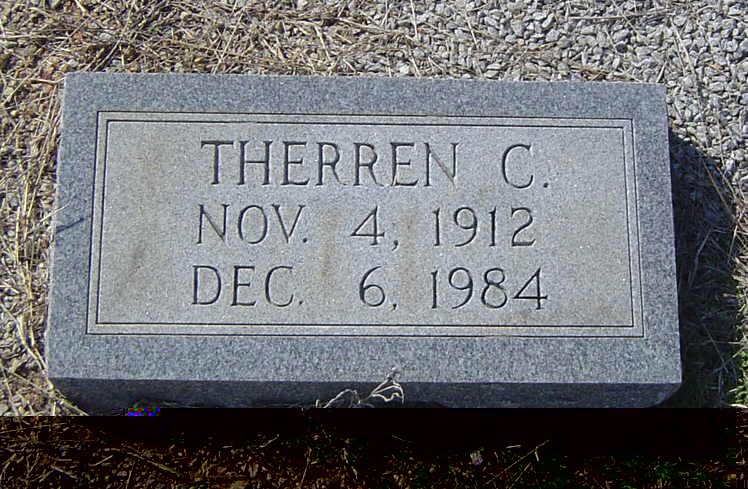 THERREN C.
NOV. 4, 1912
DEC. 6, 1984